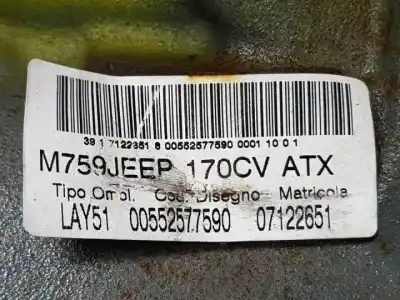 39 1 7122351 8 00552577590 0001 10 0 1
M759JEEP 170CV ATX
Tipo Omol. Cod. Disegno Matricola
LAY51 00552577590 07122651